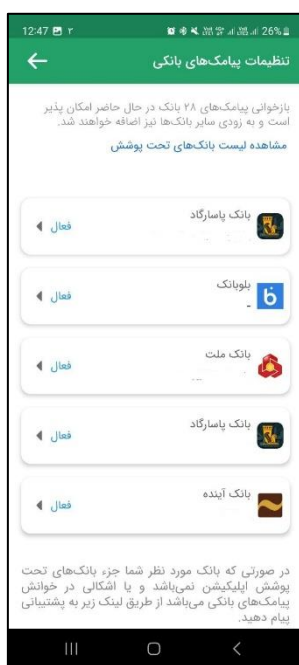 12:47
26%
تنظیمات پیامک‌های بانکی
بازخوانی پیامک‌های ۲۸ بانک در حال حاضر امکان پذیر
است و به زودی سایر بانک‌ها نیز اضافه خواهند شد.
مشاهده لیست بانک‌های تحت پوشش
بانک پاسارگاد
فعال
بلوبانک
-
فعال
بانک ملت
فعال
بانک پاسارگاد
فعال
بانک آینده
فعال
در صورتی که بانک مورد نظر شما جزء بانک‌های تحت
پوشش اپلیکیشن نمی‌باشد و یا اشکالی در خوانش
پیامک‌های بانکی می‌باشد از طریق لینک زیر به پشتیبانی
پیام دهید.